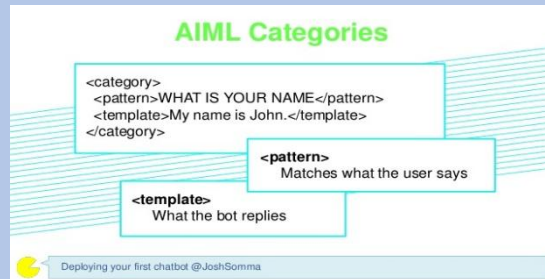 AIML Categories
<category>
<pattern>WHAT IS YOUR NAME</pattern>
<template>My name is John.</template>
</category>
<pattern>
Matches what the user says
<template>
What the bot replies
Deploying your first chatbot @JoshSomma